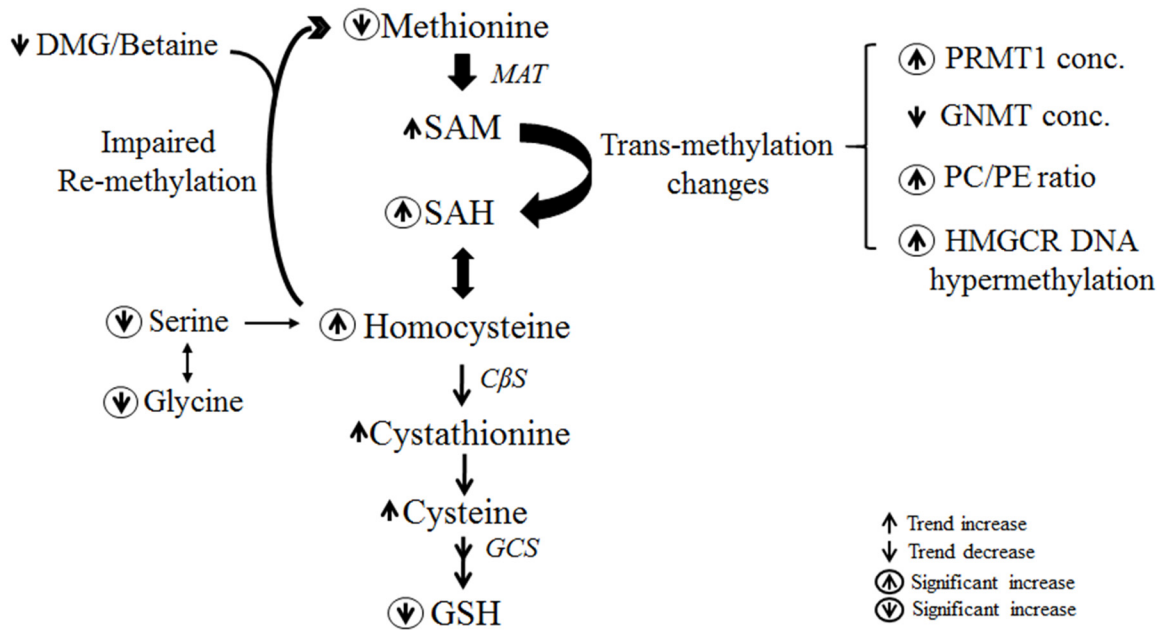 Methionine
DMG/Betaine
MAT
SAM
Impaired
Re-methylation
Trans-methylation
changes
SAH
PRMT1 conc.
GNMT conc.
PC/PE ratio
HMGCR DNA
hypermethylation
Serine
Homocysteine
Glycine
CβS
Cystathionine
Cysteine
GCS
GSH
Trend increase
Trend decrease
Significant increase
Significant increase